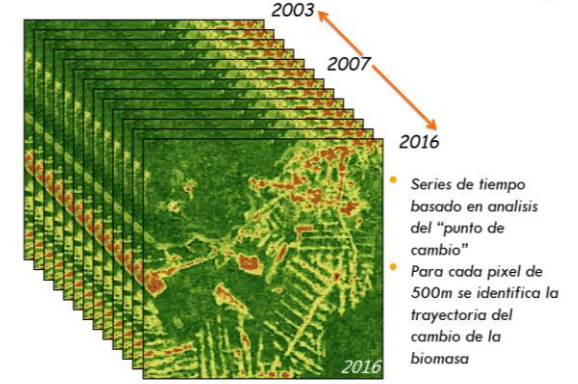 2003
2007
2016
Series de tiempo
basado en analisis
del “punto de
cambio”
Para cada pixel de
500m se identifica la
trayectoria del
cambio de la
biomasa
2016